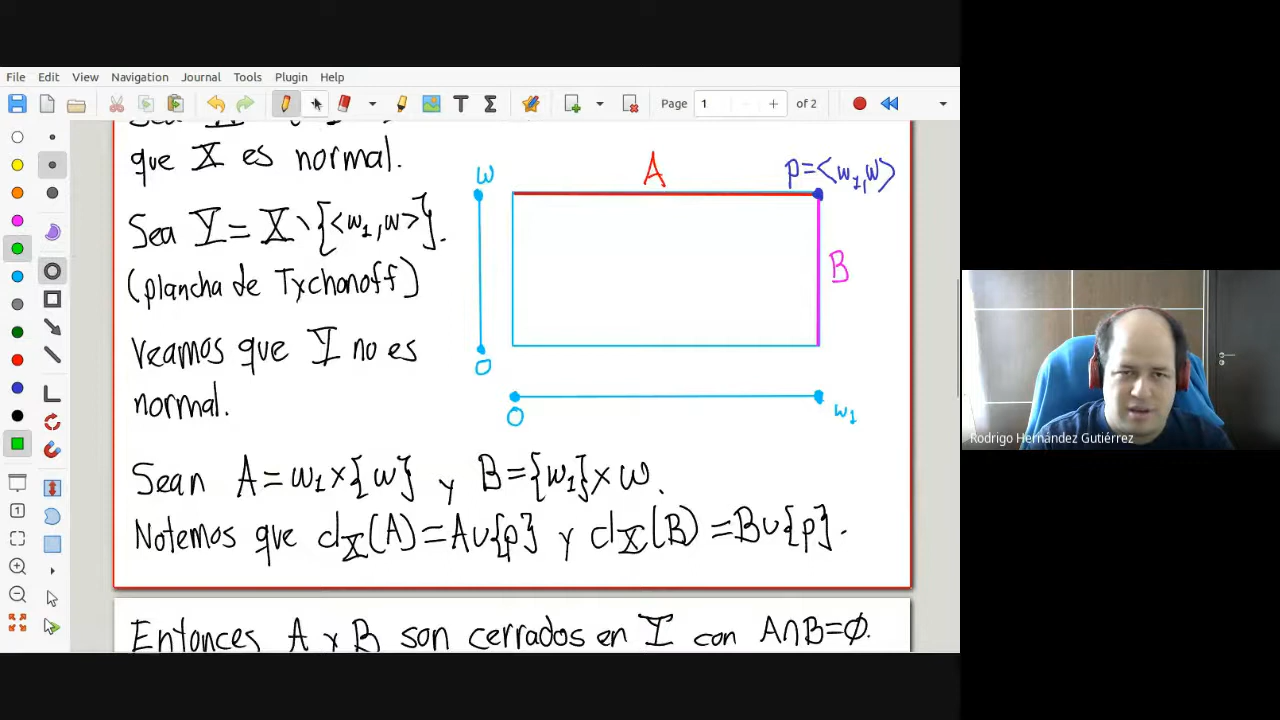 File Edit View Navigation Journal Tools Plugin Help
Page 1 of 2
que X es normal.
Sea Y = X \ {<ω₁,ω>}.
(plancha de Tychonoff)
veamos que Y no es
normal.
ω
0
A
p=<ω₁,ω>
B
0
ω₁
Sean A=ω₁×{ω} y B={ω₁}×ω.
Notemos que cl_X(A)=A∪{p} y cl_X(B)=B∪{p}.
Entonces A y B son cerrados en Y con A∩B=∅.
Rodrigo Hernández Gutiérrez